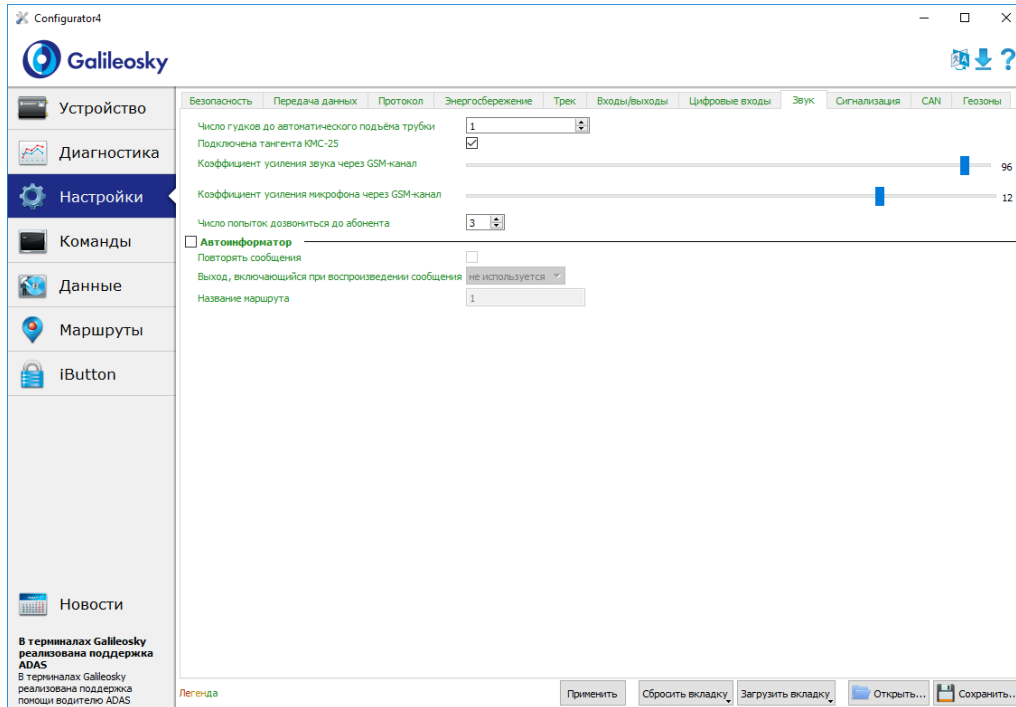 Configurator4
Galileosky
Устройство
Диагностика
Настройки
Команды
Данные
Маршруты
iButton
Новости
В терминалах Galileosky
реализована поддержка
ADAS
В терминалах Galileosky
реализована поддержка
помощи водителю ADAS
Безопасность Передача данных Протокол Энергосбережение Трек Входы/выходы Цифровые входы Звук Сигнализация CAN Геозоны
Число гудков до автоматического подъёма трубки 1
Подключена тангента КМС-25
Коэффициент усиления звука через GSM-канал 96
Коэффициент усиления микрофона через GSM-канал 12
Число попыток дозвониться до абонента 3
Автоинформатор
Повторять сообщения
Выход, включающийся при воспроизведении сообщения не используется
Название маршрута 1
Легенда Применить Сбросить вкладку Загрузить вкладку Открыть... Сохранить...